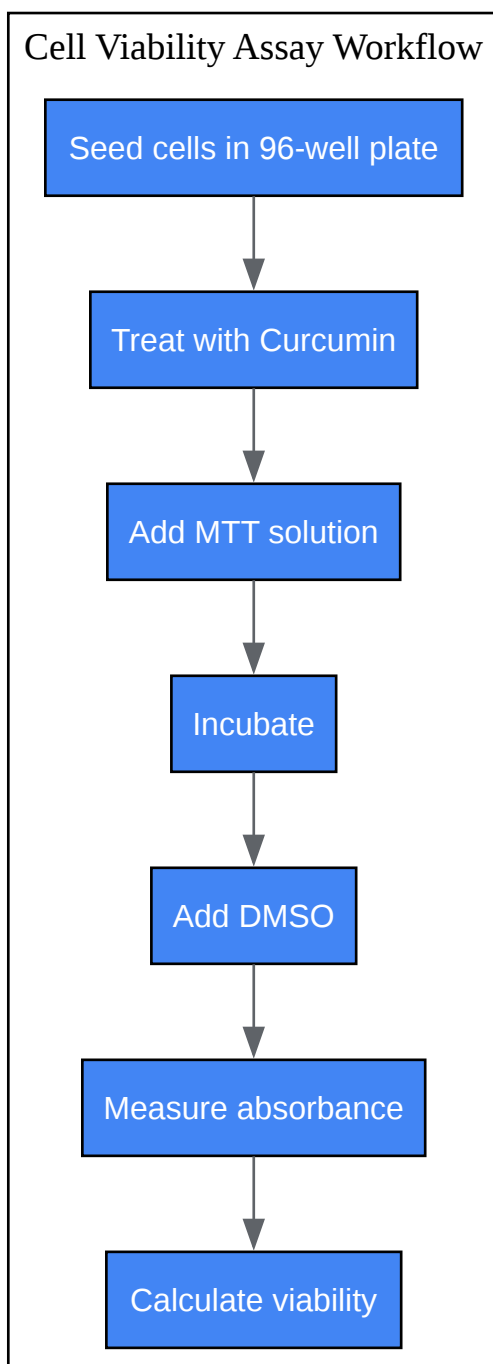 Cell Viability Assay Workflow
Seed cells in 96-well plate
Treat with Curcumin
Add MTT solution
Incubate
Add DMSO
Measure absorbance
Calculate viability